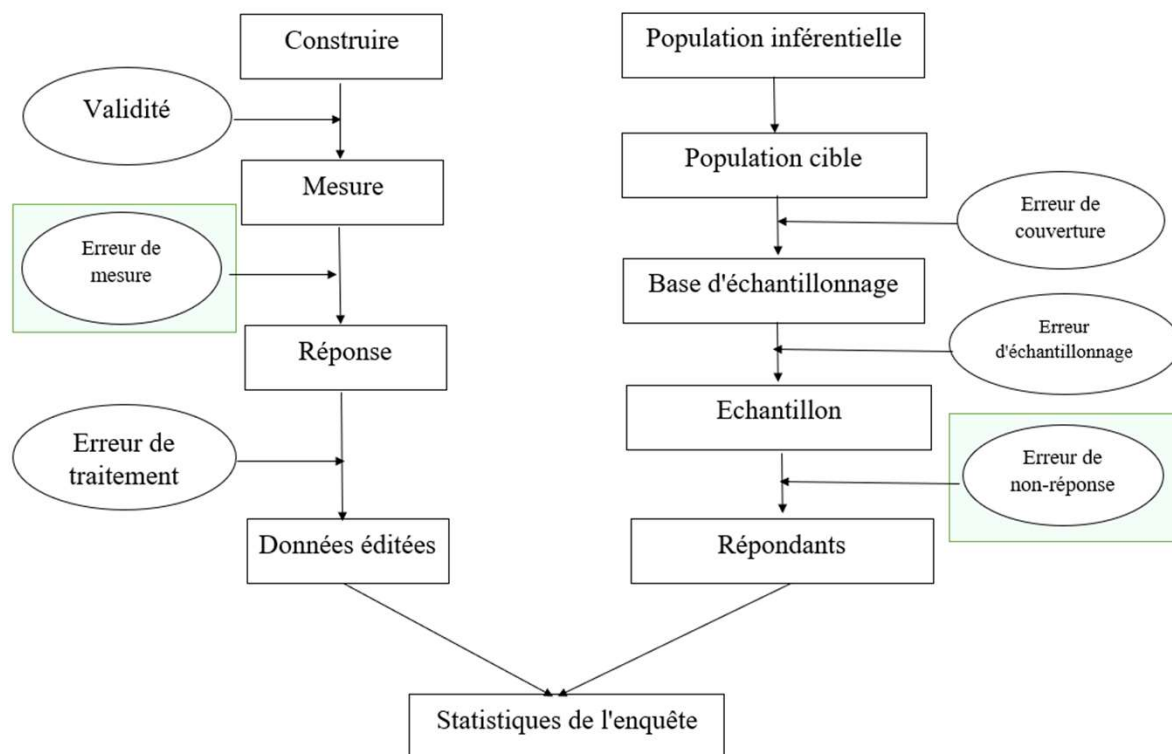 Construire
Validité
Mesure
Erreur de
mesure
Réponse
Erreur de
traitement
Données éditées
Population inférentielle
Population cible
Erreur de
couverture
Base d'échantillonnage
Erreur
d'échantillonnage
Echantillon
Erreur de
non-réponse
Répondants
Statistiques de l'enquête